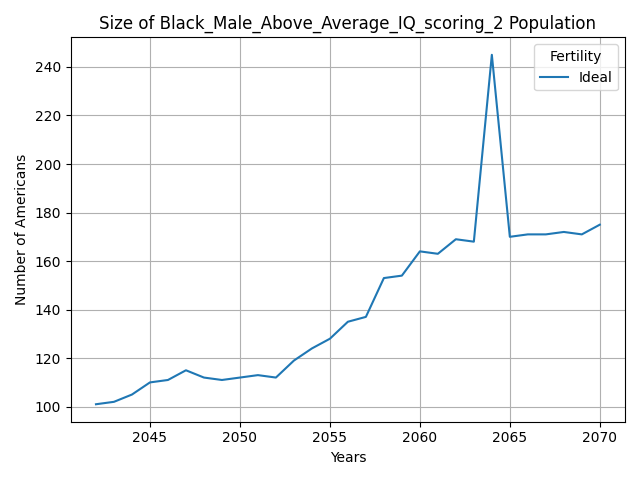 Size of Black_Male_Above_Average_IQ_scoring_2 Population
Fertility
Ideal
Number of Americans
240
220
200
180
160
140
120
100
2045 2050 2055 2060 2065 2070
Years